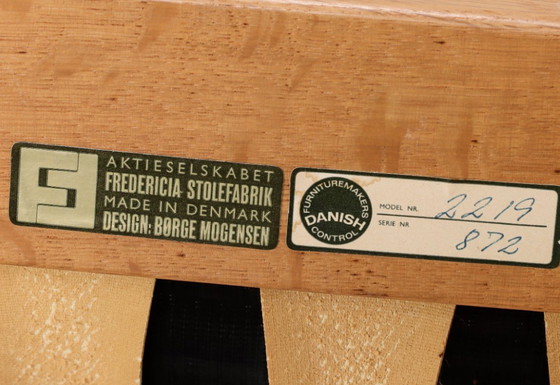 AKTIESELSKABET
FREDERICIA STOLEFABRIK
MADE IN DENMARK
DESIGN: BØRGE MOGENSEN
FURNITUREMAKERS
DANISH
CONTROL
MODEL NR. 2219
SERIE NR 872